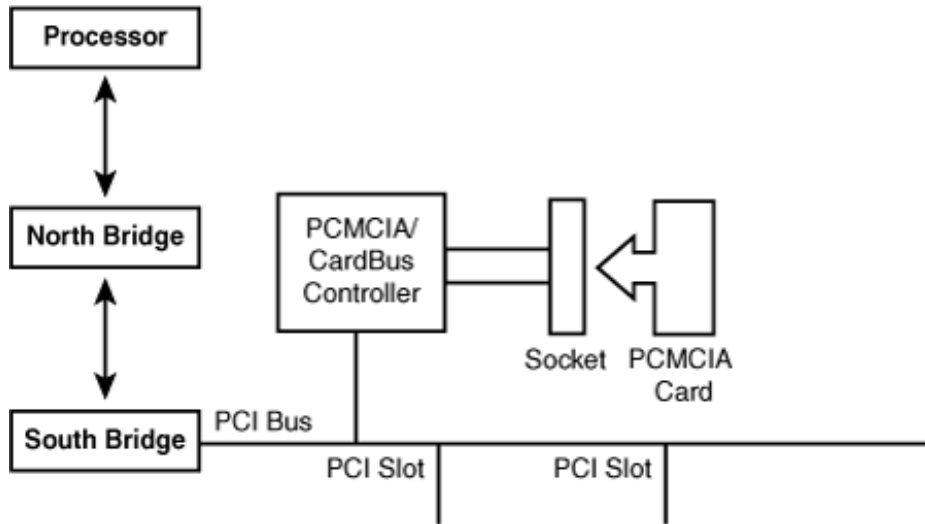 Processor
North Bridge
PCMCIA/
CardBus
Controller
Socket
PCMCIA
Card
South Bridge
PCI Bus
PCI Slot
PCI Slot